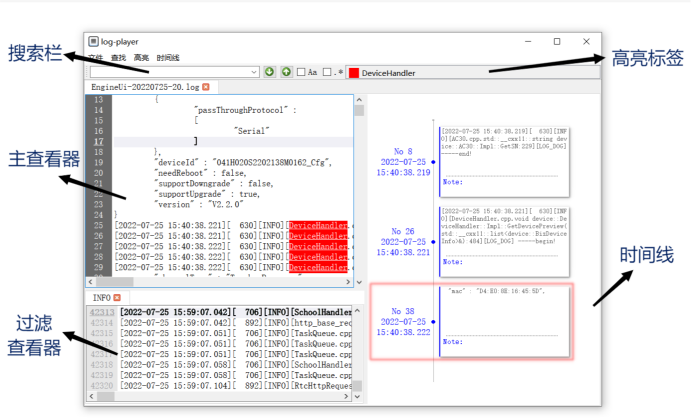 log-player
搜索栏
高亮标签
文件 查找 高亮 时间线
Aa .* DeviceHandler
EngineUi-20220725-20.log
主查看器
13 {
14 "passThroughProtocol" :
15 [
16 "Serial"
17 ]
18 },
19 "deviceId" : "041H020S2202138M0162_Cfg",
20 "needReboot" : false,
21 "supportDowngrade" : false,
22 "supportUpgrade" : true,
23 "version" : "V2.2.0"
24 }
25 [2022-07-25 15:40:38.221][ 630][INFO][DeviceHandler.
26 [2022-07-25 15:40:38.221][ 630][INFO][DeviceHandler.
27 [2022-07-25 15:40:38.222][ 630][INFO][DeviceHandler.
28 [2022-07-25 15:40:38.222][ 630][INFO][DeviceHandler.
29 [2022-07-25 15:40:38.222][ 630][INFO][DeviceHandler.
No 8
2022-07-25
15:40:38.219
[2022-07-25 15:40:38.219][ 630][INF
O][AC30.cpp.std::__cxx11::string dev
ice::AC30::Impl::GetSN:229][LOG_DOG]
-----end!
Note:
No 26
2022-07-25
15:40:38.221
[2022-07-25 15:40:38.221][ 630][INF
O][DeviceHandler.cpp.void device::De
viceHandler::Impl::GetDevicePreview(
std::__cxx11::list<device::BizDevice
Info>&):484][LOG_DOG] -----begin!
Note:
No 38
2022-07-25
15:40:38.222
Note:
时间线
过滤
查看器
INFO
42313 [2022-07-25 15:59:07.042][ 706][INFO][SchoolHandler
42314 [2022-07-25 15:59:07.042][ 892][INFO][http_base_req
42315 [2022-07-25 15:59:07.051][ 706][INFO][TaskQueue.cpp
42316 [2022-07-25 15:59:07.051][ 706][INFO][TaskQueue.cpp
42317 [2022-07-25 15:59:07.051][ 706][INFO][TaskQueue.cpp
42318 [2022-07-25 15:59:07.058][ 706][INFO][SchoolHandler
42319 [2022-07-25 15:59:07.058][ 706][INFO][TaskQueue.cpp
42320 [2022-07-25 15:59:07.104][ 892][INFO][RtcHttpReques